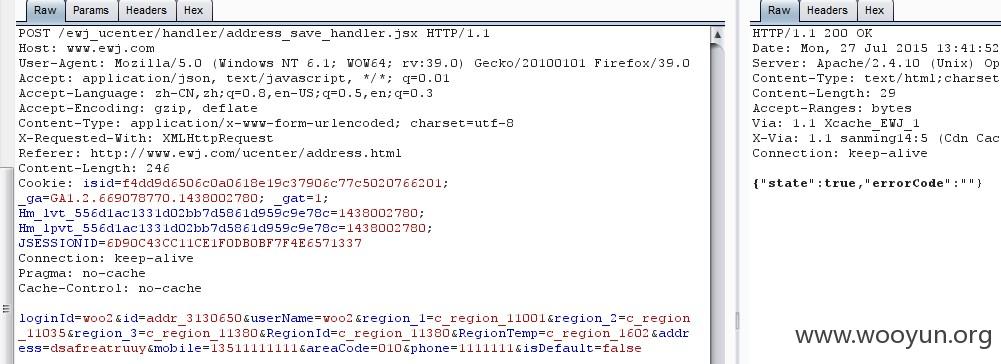 Raw Params Headers Hex
POST /ewj_ucenter/handler/address_save_handler.jsx HTTP/1.1
Host: www.ewj.com
User-Agent: Mozilla/5.0 (Windows NT 6.1; WOW64; rv:39.0) Gecko/20100101 Firefox/39.0
Accept: application/json, text/javascript, */*; q=0.01
Accept-Language: zh-CN,zh;q=0.8,en-US;q=0.5,en;q=0.3
Accept-Encoding: gzip, deflate
Content-Type: application/x-www-form-urlencoded; charset=utf-8
X-Requested-With: XMLHttpRequest
Referer: http://www.ewj.com/ucenter/address.html
Content-Length: 246
Cookie: isid=f4dd9d6506c0a0618e19c37906c77c5020766201;
_ga=GA1.2.669078770.1438002780; _gat=1;
Hm_lvt_556d1ac1331d02bb7d5861d959c9e78c=1438002780;
Hm_lpvt_556d1ac1331d02bb7d5861d959c9e78c=1438002780;
JSESSIONID=6D90C43CC11CE1F0DB0BF7F4E6571337
Connection: keep-alive
Pragma: no-cache
Cache-Control: no-cache
loginId=woo2&id=addr_3130650&userName=woo2&region_1=c_region_11001&region_2=c_region
_11035&region_3=c_region_11380&RegionId=c_region_11380&RegionTemp=c_region_1602&addr
ess=dsafreatruuy&mobile=13511111111&areaCode=010&phone=1111111&isDefault=false
Raw Headers Hex
HTTP/1.1 200 OK
Date: Mon, 27 Jul 2015 13:41:52
Server: Apache/2.4.10 (Unix) Op
Content-Type: text/html;charset
Content-Length: 29
Accept-Ranges: bytes
Via: 1.1 Xcache_EWJ_1
X-Via: 1.1 sanming14:5 (Cdn Cac
Connection: keep-alive
{"state":true,"errorCode":""}
www.wooyun.org